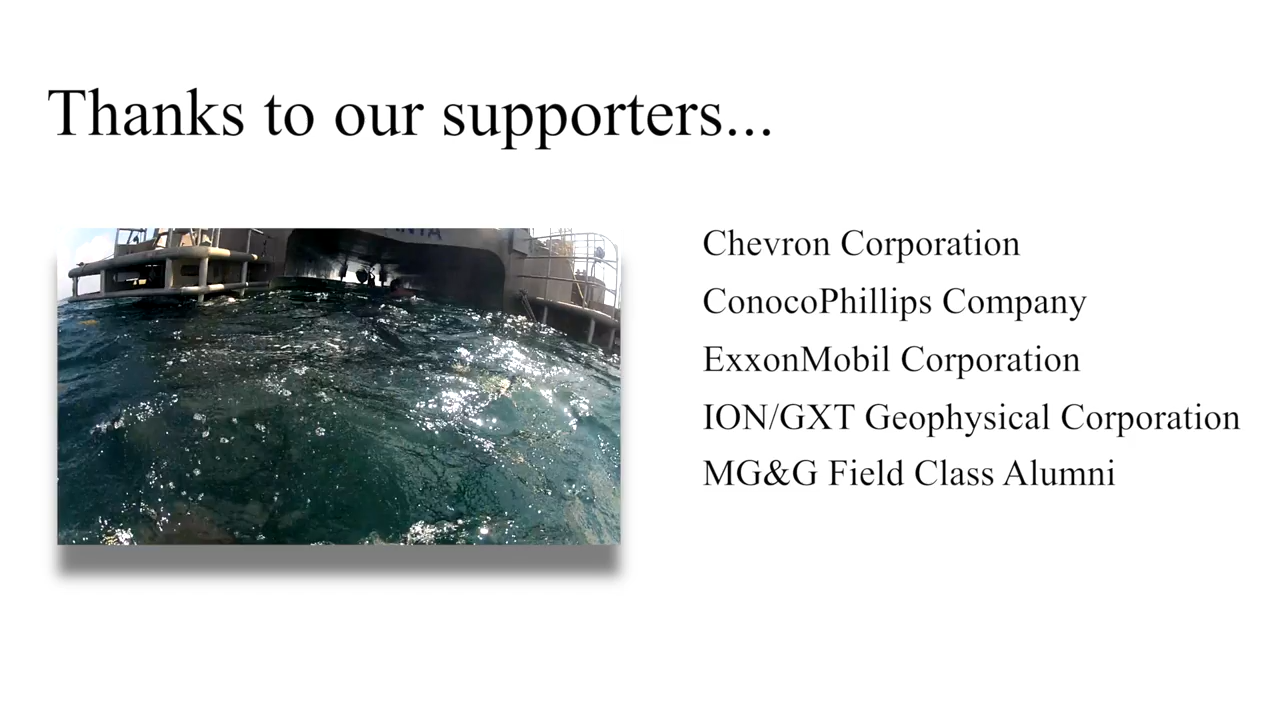 Thanks to our supporters...
Chevron Corporation
ConocoPhillips Company
ExxonMobil Corporation
ION/GXT Geophysical Corporation
MG&G Field Class Alumni